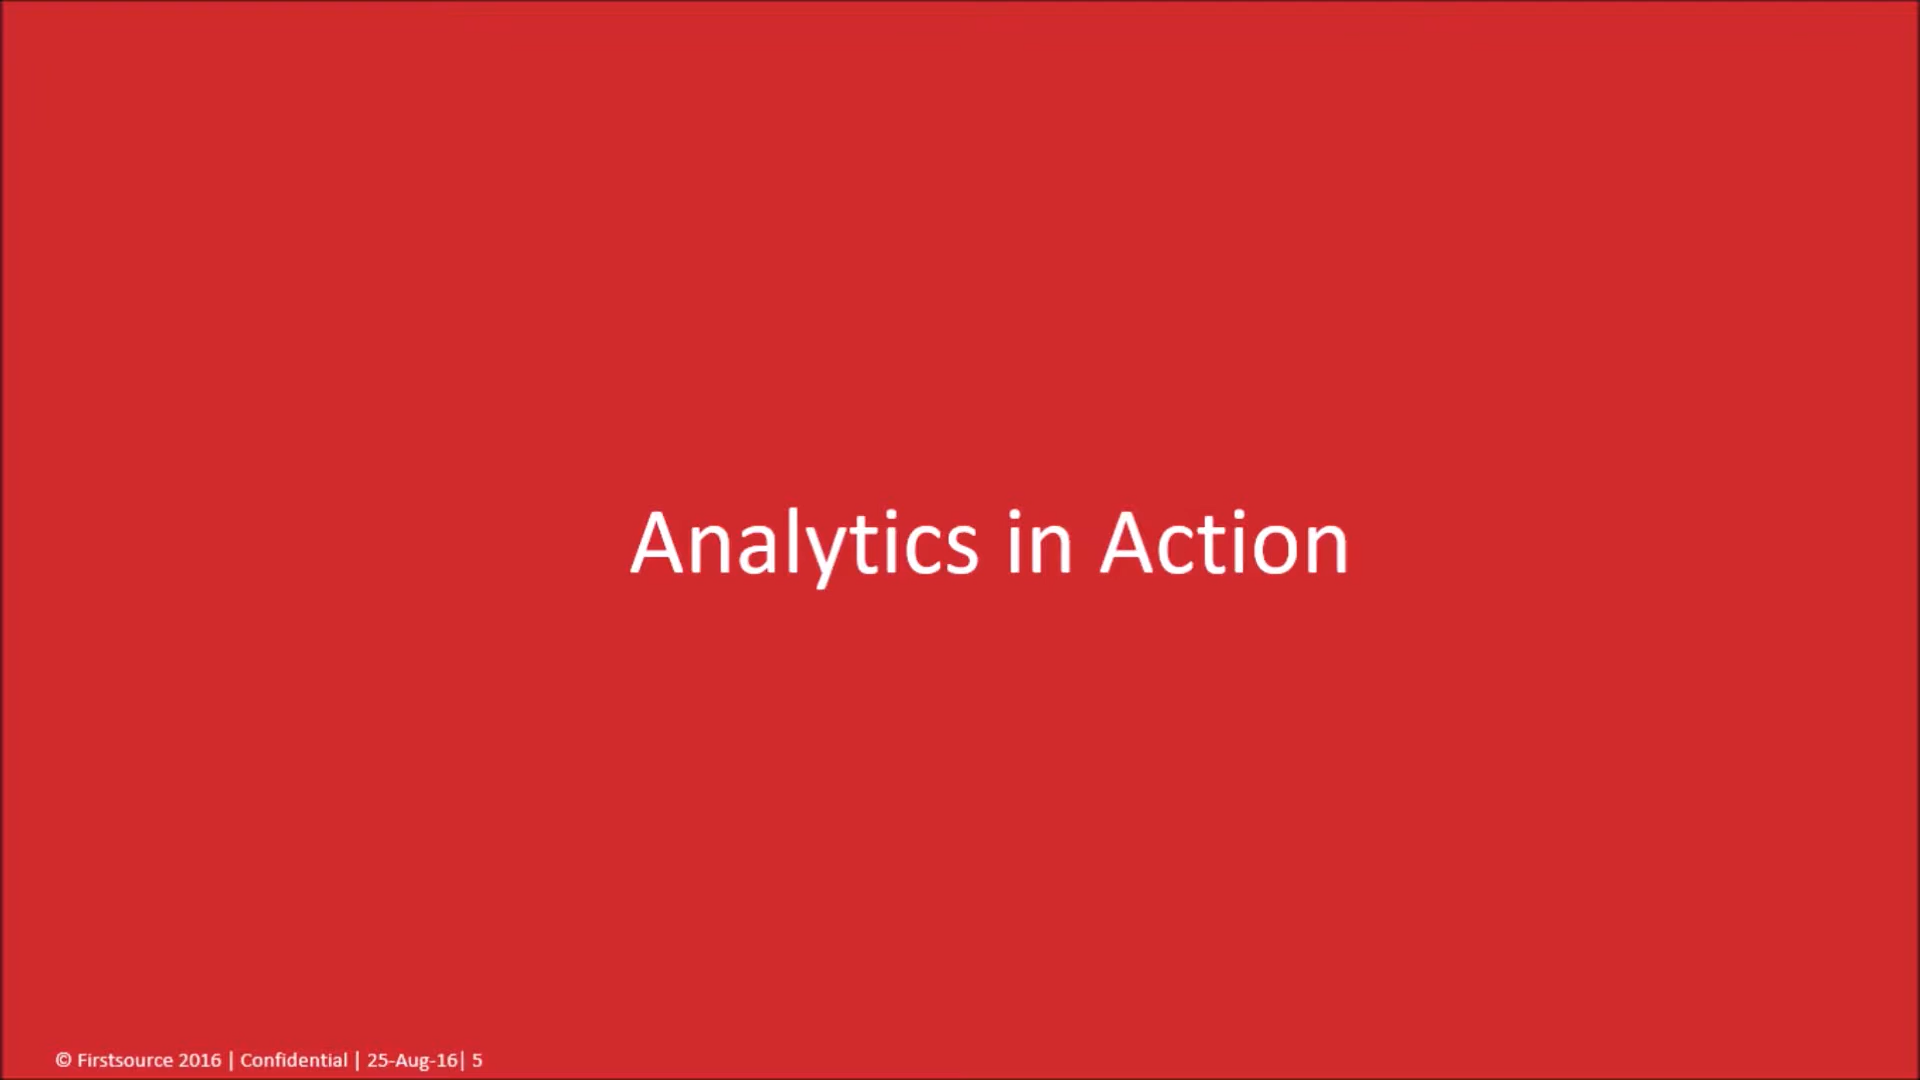 Analytics in Action
© Firstsource 2016 | Confidential | 25-Aug-16| 5